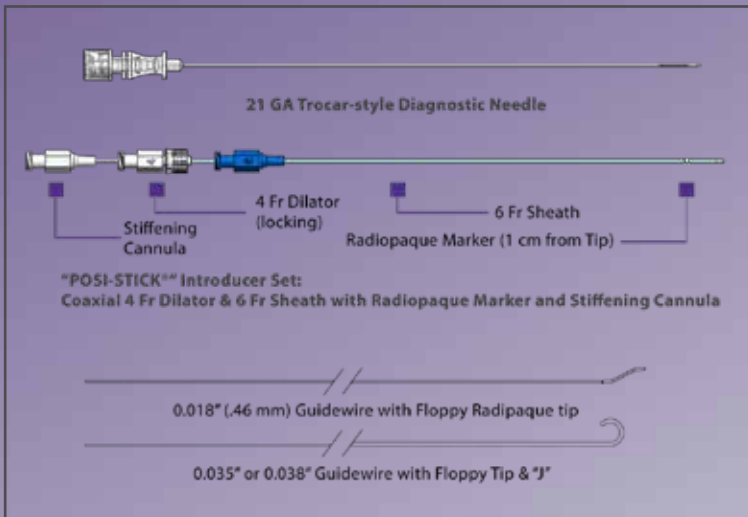 21 GA Trocar-style Diagnostic Needle
4 Fr Dilator
(locking)
6 Fr Sheath
Stiffening
Cannula
Radiopaque Marker (1 cm from Tip)
"POSI-STICK®" Introducer Set:
Coaxial 4 Fr Dilator & 6 Fr Sheath with Radiopaque Marker and Stiffening Cannula
0.018" (.46 mm) Guidewire with Floppy Radipaque tip
0.035" or 0.038" Guidewire with Floppy Tip & "J"